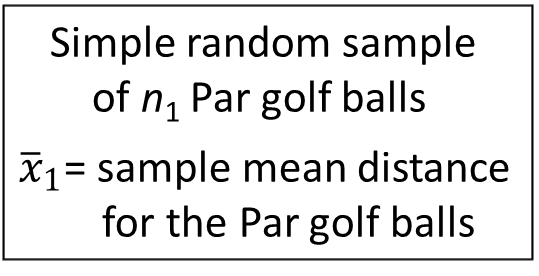 Simple random sample
of n₁ Par golf balls
x̅₁= sample mean distance
for the Par golf balls